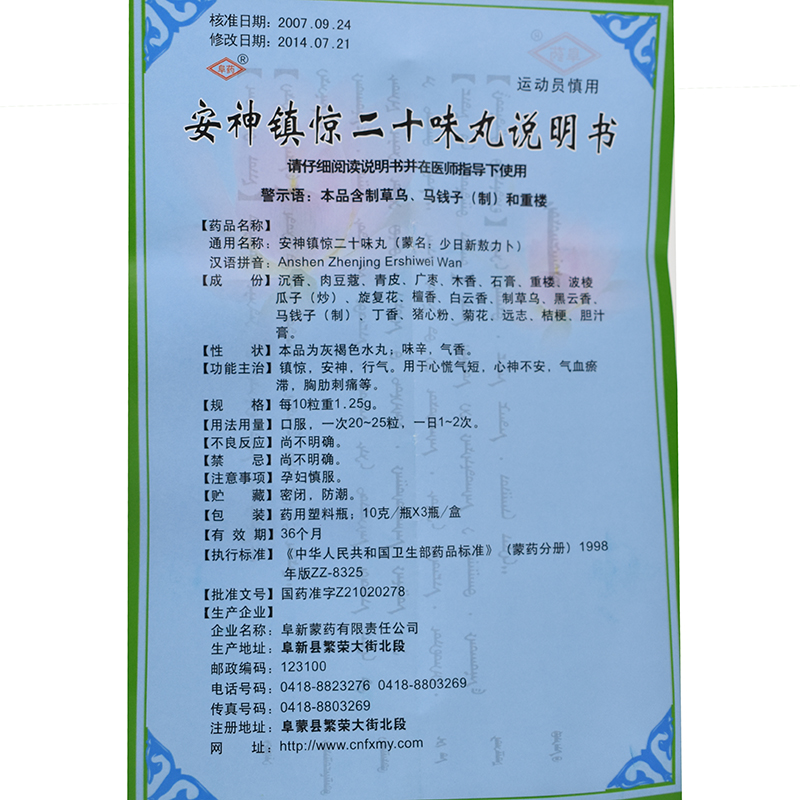 核准日期：2007.09.24
修改日期：2014.07.21
阜药®
运动员慎用
安神镇惊二十味丸说明书
请仔细阅读说明书并在医师指导下使用
警示语：本品含制草乌、马钱子（制）和重楼
【药品名称】
通用名称：安神镇惊二十味丸（蒙名：少日新敖力卜）
汉语拼音：Anshen Zhenjing Ershiwei Wan
【成　份】沉香、肉豆蔻、青皮、广枣、木香、石膏、重楼、波棱
瓜子（炒）、旋复花、檀香、白云香、制草乌、黑云香、
马钱子（制）、丁香、猪心粉、菊花、远志、桔梗、胆汁
膏。
【性　状】本品为灰褐色水丸；味辛，气香。
【功能主治】镇惊，安神，行气。用于心慌气短，心神不安，气血瘀
滞，胸肋刺痛等。
【规　格】每10粒重1.25g。
【用法用量】口服，一次20~25粒，一日1~2次。
【不良反应】尚不明确。
【禁　忌】尚不明确。
【注意事项】孕妇慎服。
【贮　藏】密闭，防潮。
【包　装】药用塑料瓶；10克/瓶X3瓶/盒
【有 效 期】36个月
【执行标准】《中华人民共和国卫生部药品标准》（蒙药分册）1998
年版ZZ-8325
【批准文号】国药准字Z21020278
【生产企业】
企业名称：阜新蒙药有限责任公司
生产地址：阜新县繁荣大街北段
邮政编码：123100
电话号码：0418-8823276 0418-8803269
传真号码：0418-8803269
注册地址：阜蒙县繁荣大街北段
网　址：http://www.cnfxmy.com